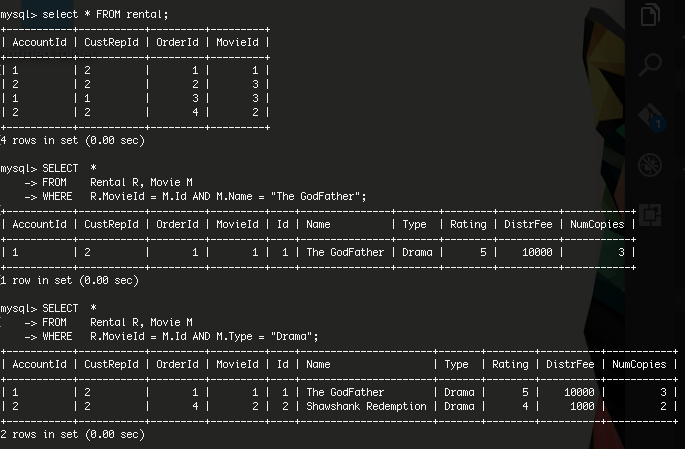 mysql> select * FROM rental;
+-----------+-----------+---------+---------+
| AccountId | CustRepId | OrderId | MovieId |
+-----------+-----------+---------+---------+
| 1         | 2         |       1 |       1 |
| 2         | 2         |       2 |       3 |
| 1         | 1         |       3 |       3 |
| 2         | 2         |       4 |       2 |
+-----------+-----------+---------+---------+
4 rows in set (0.00 sec)
mysql> SELECT  *
    -> FROM    Rental R, Movie M
    -> WHERE   R.MovieId = M.Id AND M.Name = "The GodFather";
+-----------+-----------+---------+---------+----+---------------+-------+--------+----------+-----------+
| AccountId | CustRepId | OrderId | MovieId | Id | Name          | Type  | Rating | DistrFee | NumCopies |
+-----------+-----------+---------+---------+----+---------------+-------+--------+----------+-----------+
| 1         | 2         |       1 |       1 |  1 | The GodFather | Drama |      5 |    10000 |         3 |
+-----------+-----------+---------+---------+----+---------------+-------+--------+----------+-----------+
1 row in set (0.00 sec)
mysql> SELECT  *
    -> FROM    Rental R, Movie M
    -> WHERE   R.MovieId = M.Id AND M.Type = "Drama";
+-----------+-----------+---------+---------+----+----------------------+-------+--------+----------+-----------+
| AccountId | CustRepId | OrderId | MovieId | Id | Name                 | Type  | Rating | DistrFee | NumCopies |
+-----------+-----------+---------+---------+----+----------------------+-------+--------+----------+-----------+
| 1         | 2         |       1 |       1 |  1 | The GodFather        | Drama |      5 |    10000 |         3 |
| 2         | 2         |       4 |       2 |  2 | Shawshank Redemption | Drama |      4 |     1000 |         2 |
+-----------+-----------+---------+---------+----+----------------------+-------+--------+----------+-----------+
2 rows in set (0.00 sec)
1